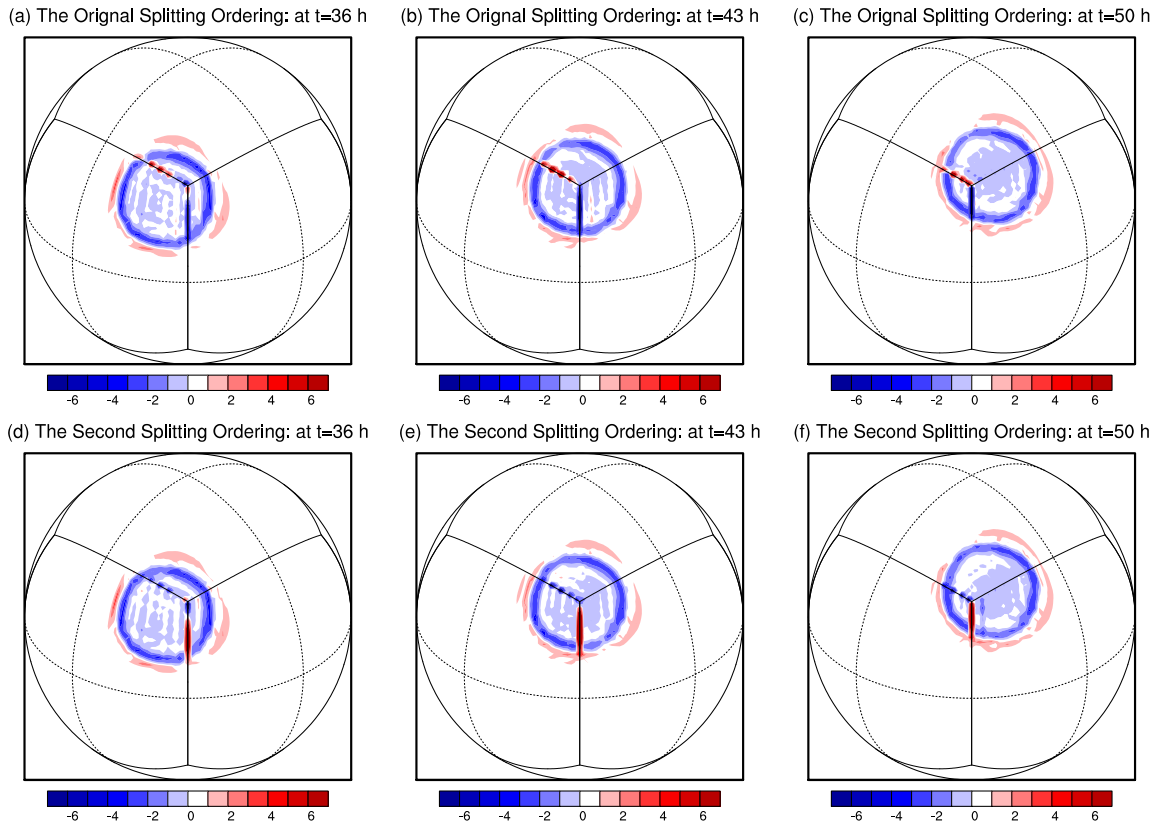 (a) The Orignal Splitting Ordering: at t=36 h
(b) The Orignal Splitting Ordering: at t=43 h
(c) The Orignal Splitting Ordering: at t=50 h
-6 -4 -2 0 2 4 6
-6 -4 -2 0 2 4 6
-6 -4 -2 0 2 4 6
(d) The Second Splitting Ordering: at t=36 h
(e) The Second Splitting Ordering: at t=43 h
(f) The Second Splitting Ordering: at t=50 h
-6 -4 -2 0 2 4 6
-6 -4 -2 0 2 4 6
-6 -4 -2 0 2 4 6